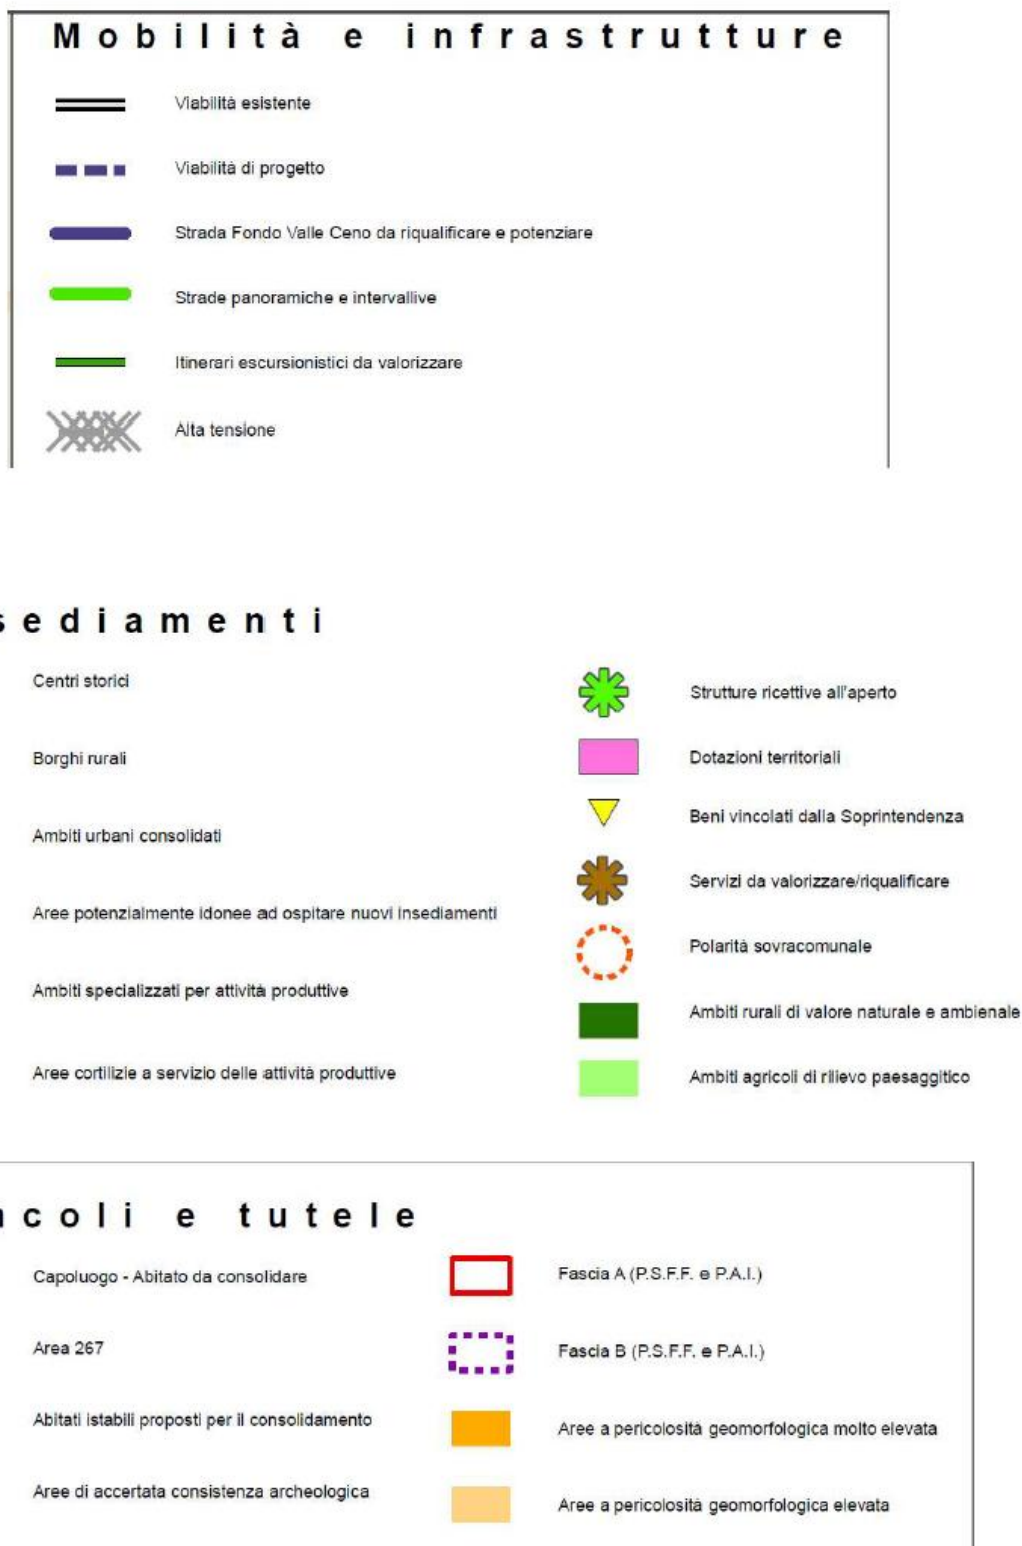 Mobilità e infrastrutture
Viabilità esistente
Viabilità di progetto
Strada Fondo Valle Ceno da riqualificare e potenziare
Strade panoramiche e intervallive
Itinerari escursionistici da valorizzare
Alta tensione
sediamenti
Centri storici
Borghi rurali
Ambiti urbani consolidati
Aree potenzialmente idonee ad ospitare nuovi insediamenti
Ambiti specializzati per attività produttive
Aree cortilizie a servizio delle attività produttive
Strutture ricettive all'aperto
Dotazioni territoriali
Beni vincolati dalla Soprintendenza
Servizi da valorizzare/riqualificare
Polarità sovracomunale
Ambiti rurali di valore naturale e ambienale
Ambiti agricoli di rilievo paesaggitico
ncoli e tutele
Capoluogo - Abitato da consolidare
Area 267
Abitati istabili proposti per il consolidamento
Aree di accertata consistenza archeologica
Fascia A (P.S.F.F. e P.A.I.)
Fascia B (P.S.F.F. e P.A.I.)
Aree a pericolosità geomorfologica molto elevata
Aree a pericolosità geomorfologica elevata